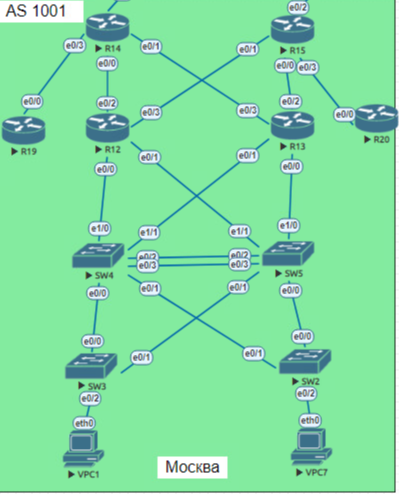 AS 1001
e0/2
R14
R15
e0/3
e0/1
e0/1
e0/0
e0/0
e0/3
e0/0
e0/2
e0/3
e0/3
e0/2
e0/0
R19
R12
R13
R20
e0/0
e0/1
e0/1
e0/0
e1/0
e1/1
e1/1
e1/0
e0/2
e0/2
e0/3
e0/3
SW4
SW5
e0/0
e0/1
e0/1
e0/0
e0/0
e0/1
e0/1
e0/0
SW3
SW2
e0/2
e0/2
eth0
eth0
VPC1
Москва
VPC7